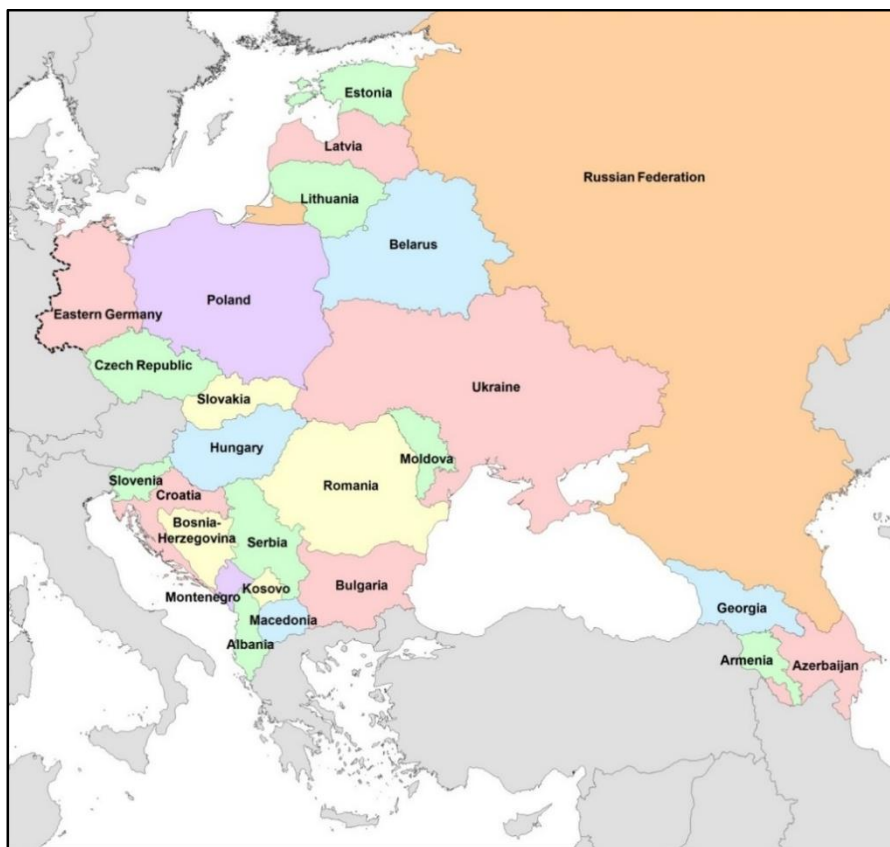 Estonia
Latvia
Russian Federation
Lithuania
Belarus
Poland
Eastern Germany
Czech Republic
Ukraine
Slovakia
Hungary
Moldova
Slovenia
Romania
Croatia
Bosnia-
Herzegovina
Serbia
Bulgaria
Kosovo
Montenegro
Georgia
Macedonia
Albania
Armenia
Azerbaijan